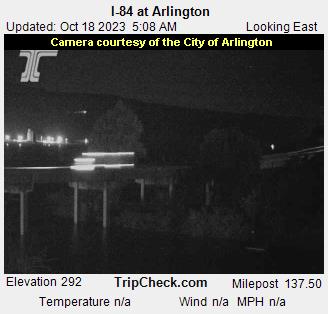 I-84 at Arlington
Updated: Oct 18 2023 5:08 AM Looking East
Camera courtesy of the City of Arlington
Elevation 292 TripCheck.com Milepost 137.50
Temperature n/a Wind n/a MPH n/a